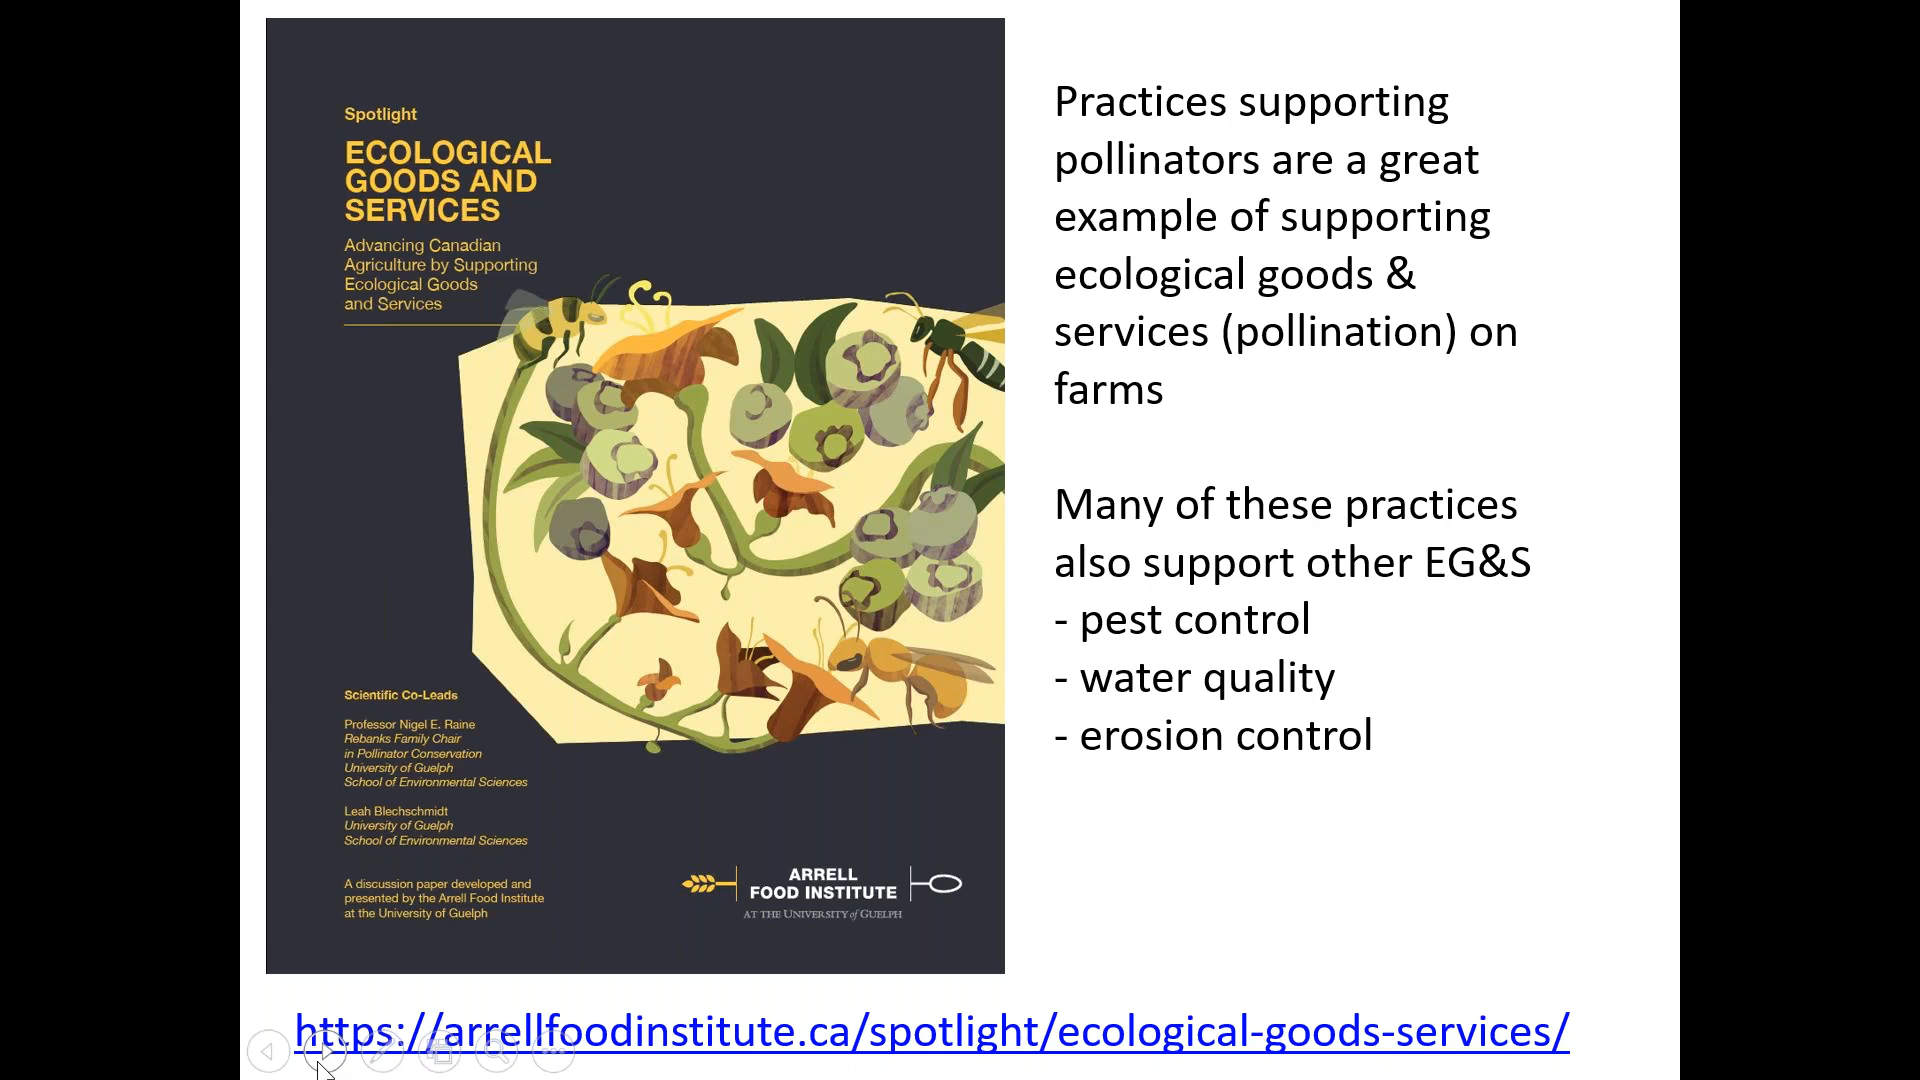 Spotlight
ECOLOGICAL
GOODS AND
SERVICES
Advancing Canadian
Agriculture by Supporting
Ecological Goods
and Services
Scientific Co-Leads
Professor Nigel E. Raine
Rebanks Family Chair
in Pollinator Conservation
University of Guelph
School of Environmental Sciences
Leah Blechschmidt
University of Guelph
School of Environmental Sciences
A discussion paper developed and
presented by the Arrell Food Institute
at the University of Guelph
ARRELL
FOOD INSTITUTE
AT THE UNIVERSITY of GUELPH
Practices supporting
pollinators are a great
example of supporting
ecological goods &
services (pollination) on
farms
Many of these practices
also support other EG&S
- pest control
- water quality
- erosion control
https://arrellfoodinstitute.ca/spotlight/ecological-goods-services/